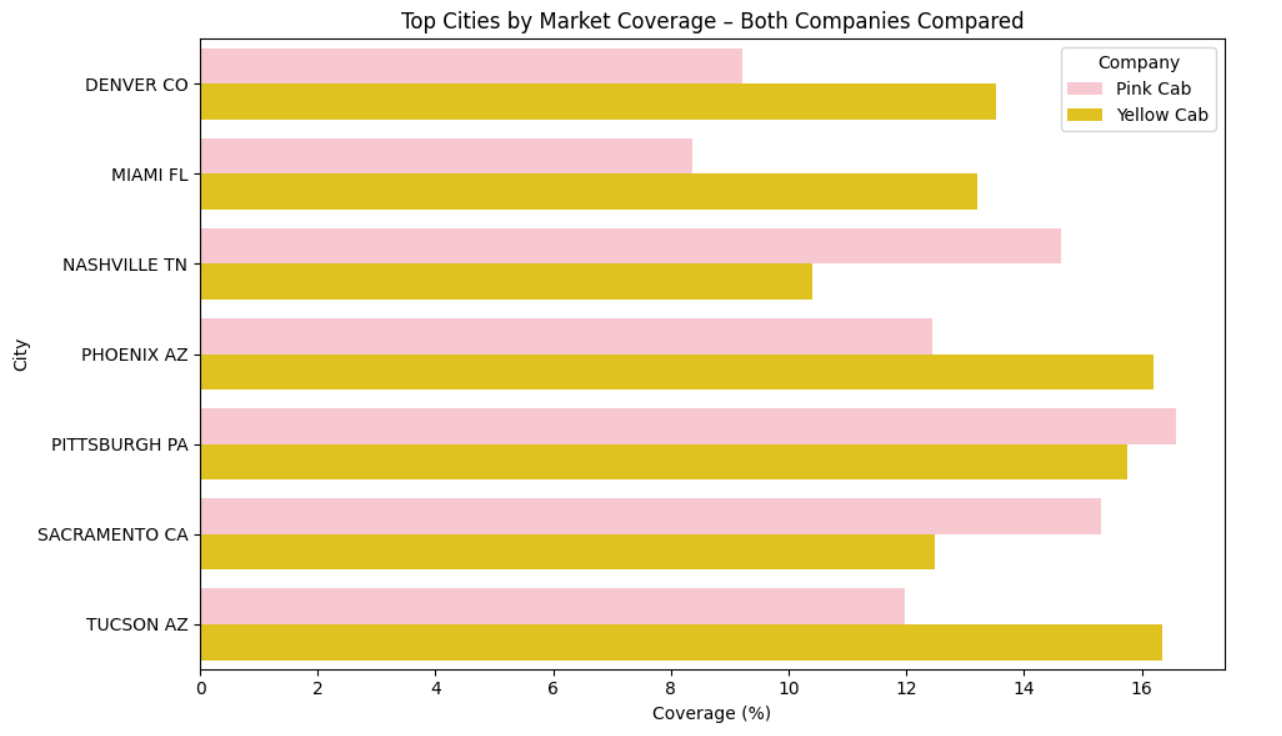 Top Cities by Market Coverage – Both Companies Compared
Company
Pink Cab
Yellow Cab
City
DENVER CO
MIAMI FL
NASHVILLE TN
PHOENIX AZ
PITTSBURGH PA
SACRAMENTO CA
TUCSON AZ
0 2 4 6 8 10 12 14 16
Coverage (%)